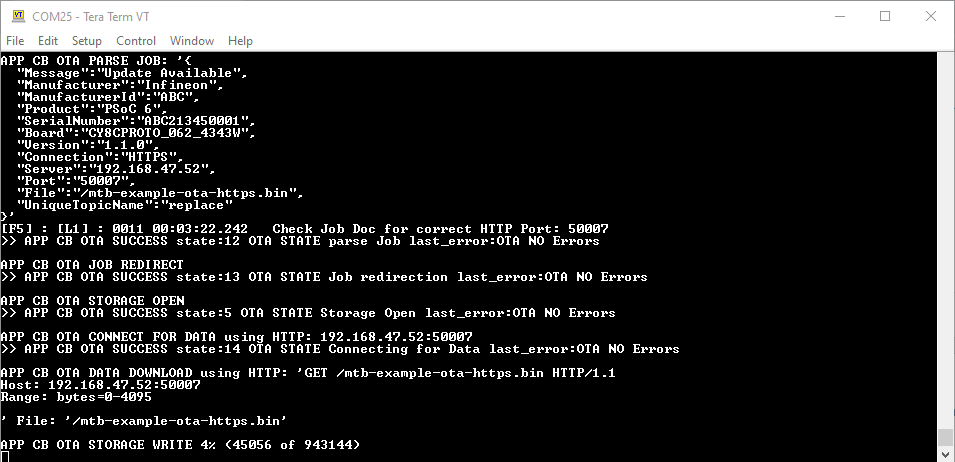 COM25 - Tera Term VT
File Edit Setup Control Window Help
APP CB OTA PARSE JOB: '{
"Message":"Update Available",
"Manufacturer":"Infineon",
"ManufacturerId":"ABC",
"Product":"PSoC 6",
"SerialNumber":"ABC213450001",
"Board":"CY8CPROTO_062_4343W",
"Version":"1.1.0",
"Connection":"HTTPS",
"Server":"192.168.47.52",
"Port":"50007",
"File":"/mtb-example-ota-https.bin",
"UniqueTopicName":"replace"
}'
[F5] : [L1] : 0011 00:03:22.242   Check Job Doc for correct HTTP Port: 50007
>> APP CB OTA SUCCESS state:12 OTA STATE parse Job last_error:OTA NO Errors
APP CB OTA JOB REDIRECT
>> APP CB OTA SUCCESS state:13 OTA STATE Job redirection last_error:OTA NO Errors
APP CB OTA STORAGE OPEN
>> APP CB OTA SUCCESS state:5 OTA STATE Storage Open last_error:OTA NO Errors
APP CB OTA CONNECT FOR DATA using HTTP: 192.168.47.52:50007
>> APP CB OTA SUCCESS state:14 OTA STATE Connecting for Data last_error:OTA NO Errors
APP CB OTA DATA DOWNLOAD using HTTP: 'GET /mtb-example-ota-https.bin HTTP/1.1
Host: 192.168.47.52:50007
Range: bytes=0-4095
' File: '/mtb-example-ota-https.bin'
APP CB OTA STORAGE WRITE 4% (45056 of 943144)